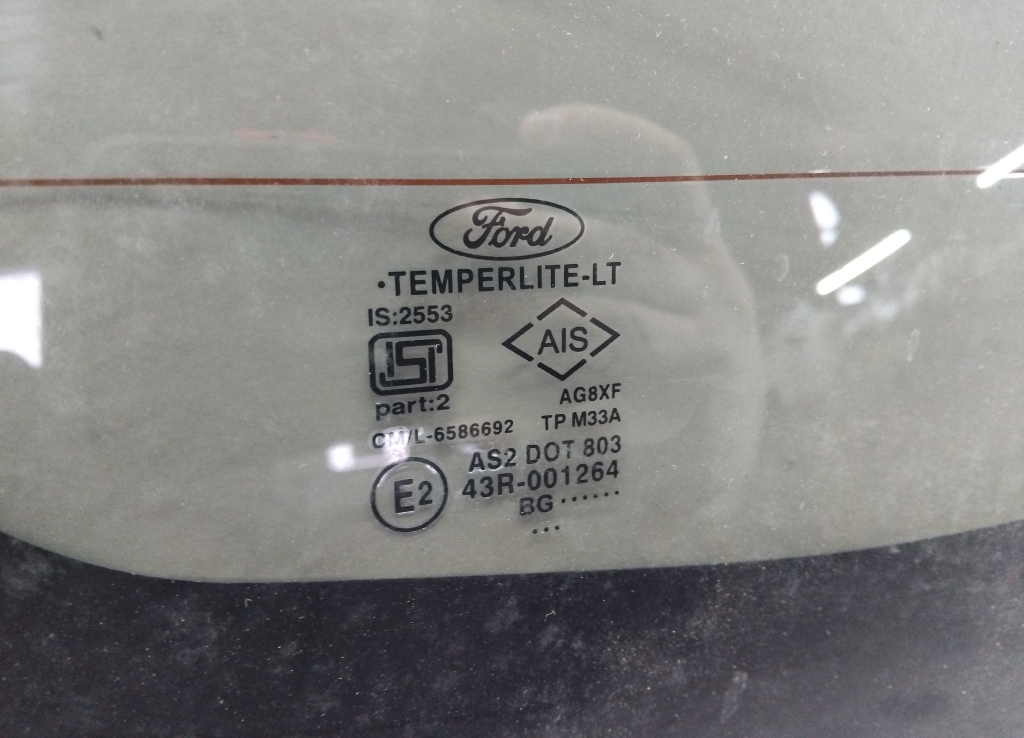 Ford
·TEMPERLITE-LT
IS:2553
ISI
AIS
part:2
AG8XF
CM/L-6586692 TP M33A
AS2 DOT 803
E2 43R-001264
BG ······
···